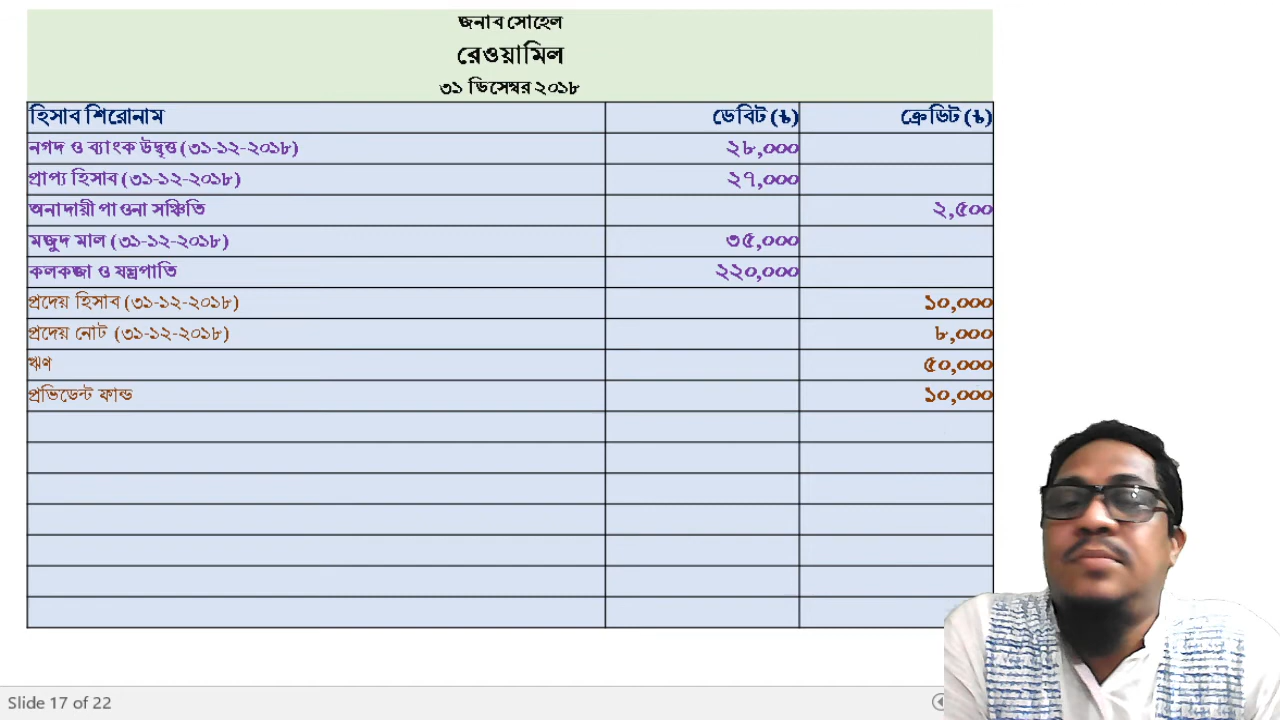 জনাব সোহেল
রেওয়ামিল
৩১ ডিসেম্বর ২০১৮
হিসাব শিরোনাম ডেবিট (৳) ক্রেডিট (৳)
নগদ ও ব্যাংক উদ্বৃত্ত (৩১-১২-২০১৮) ২৮,০০০
প্রাপ্য হিসাব (৩১-১২-২০১৮) ২৭,০০০
অনাদায়ী পাওনা সঞ্চিতি ২,৫০০
মজুদ মাল (৩১-১২-২০১৮) ৩৫,০০০
কলকব্জা ও যন্ত্রপাতি ২২০,০০০
প্রদেয় হিসাব (৩১-১২-২০১৮) ১০,০০০
প্রদেয় নোট (৩১-১২-২০১৮) ৮,০০০
ঋণ ৫০,০০০
প্রভিডেন্ট ফান্ড ১০,০০০
Slide 17 of 22